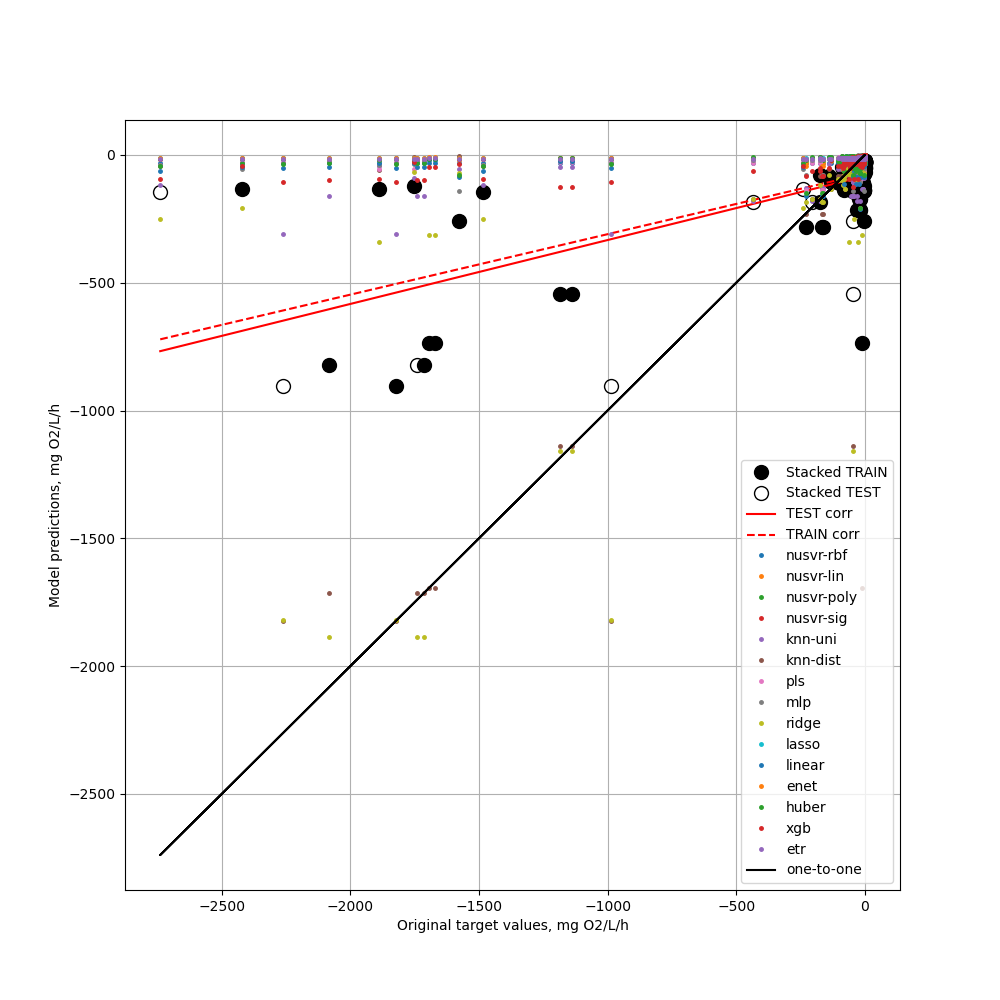 0
−500
−1000
−1500
−2000
−2500
Model predictions, mg O2/L/h
Stacked TRAIN
Stacked TEST
TEST corr
TRAIN corr
nusvr-rbf
nusvr-lin
nusvr-poly
nusvr-sig
knn-uni
knn-dist
pls
mlp
ridge
lasso
linear
enet
huber
xgb
etr
one-to-one
−2500 −2000 −1500 −1000 −500 0
Original target values, mg O2/L/h